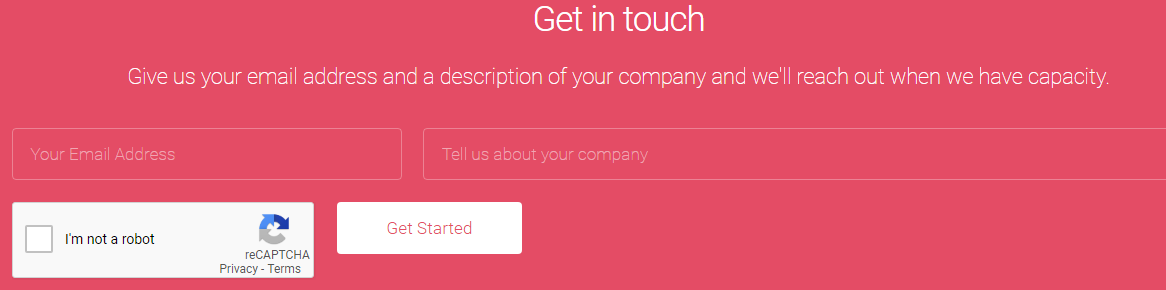 Get in touch
Give us your email address and a description of your company and we'll reach out when we have capacity.
Your Email Address
Tell us about your company
I'm not a robot
reCAPTCHA
Privacy - Terms
Get Started